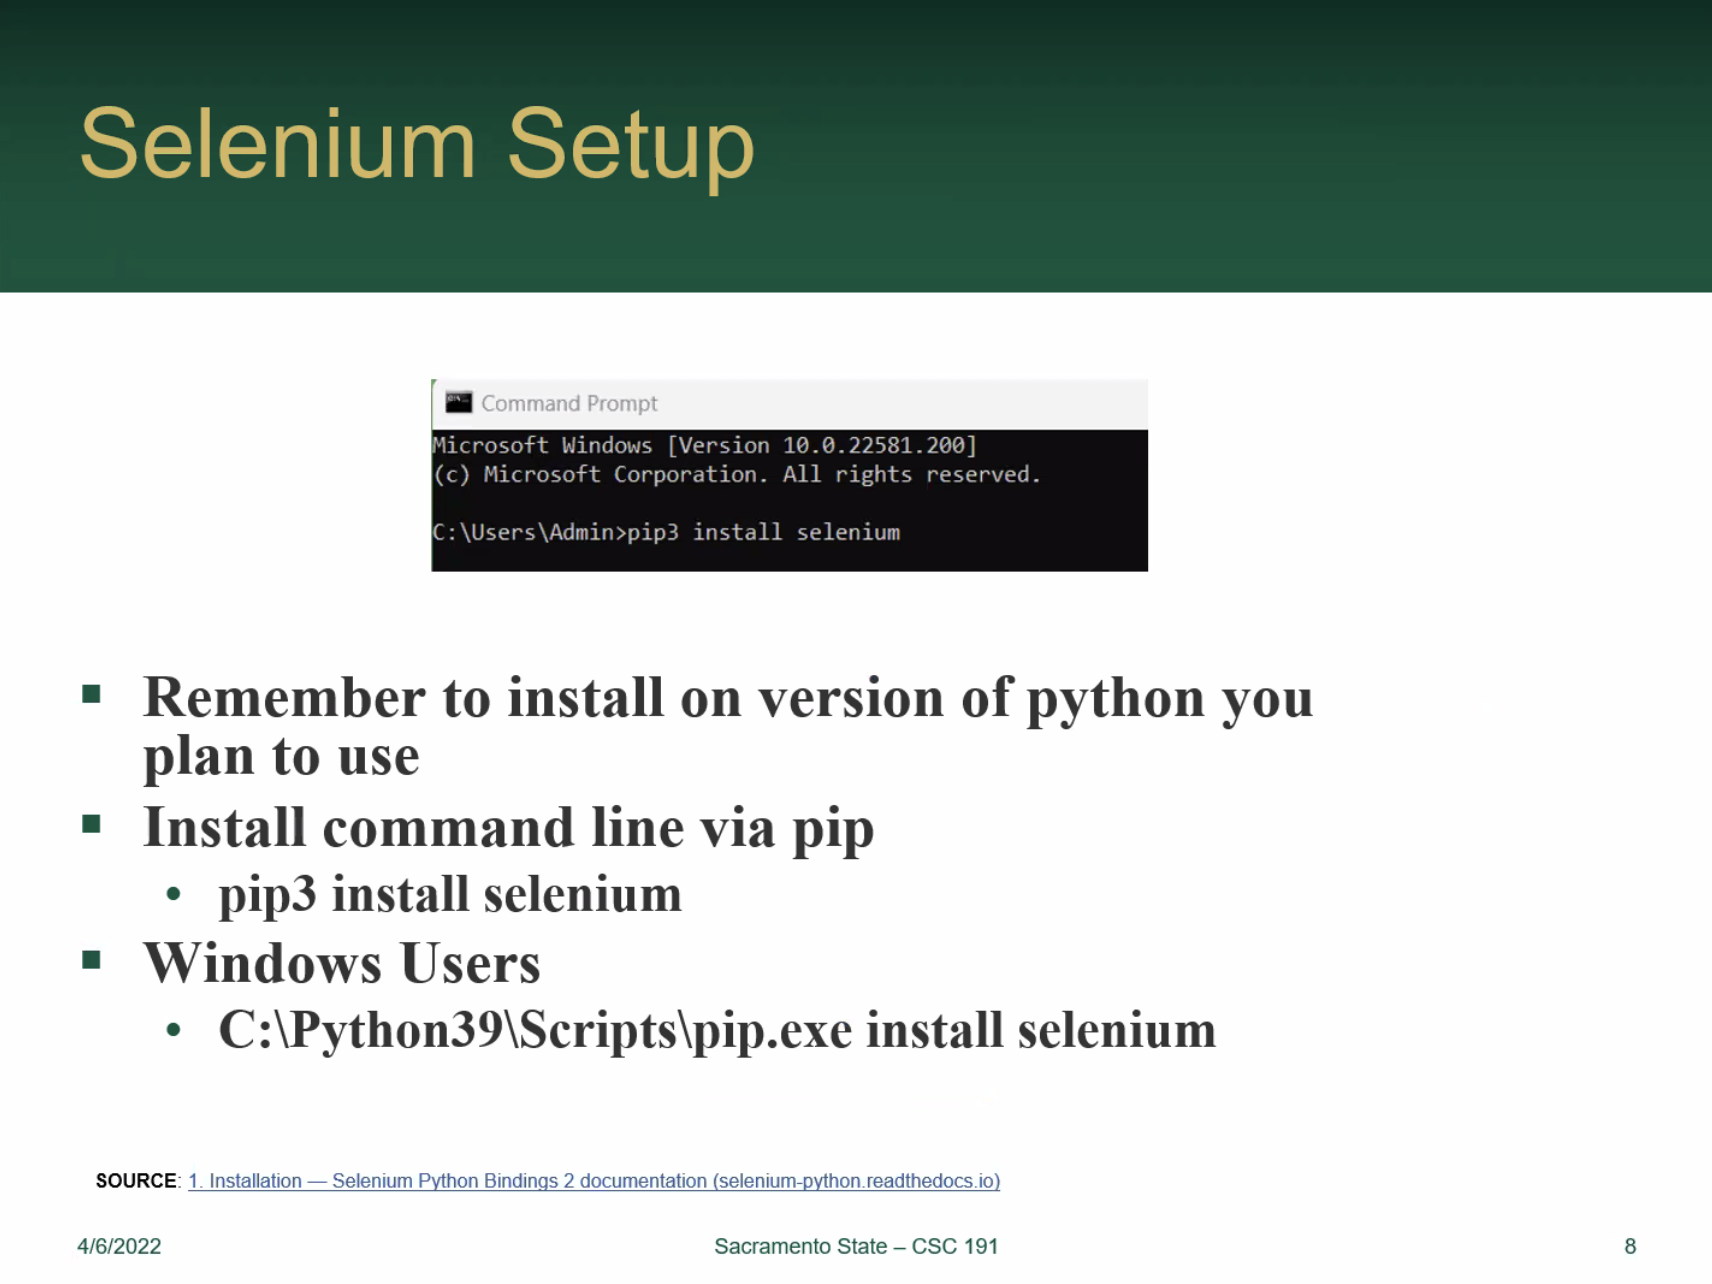 Selenium Setup
Command Prompt
Microsoft Windows [Version 10.0.22581.200]
(c) Microsoft Corporation. All rights reserved.
C:\Users\Admin>pip3 install selenium
▪ Remember to install on version of python you
plan to use
▪ Install command line via pip
• pip3 install selenium
▪ Windows Users
• C:\Python39\Scripts\pip.exe install selenium
SOURCE: 1. Installation — Selenium Python Bindings 2 documentation (selenium-python.readthedocs.io)
4/6/2022 Sacramento State – CSC 191 8